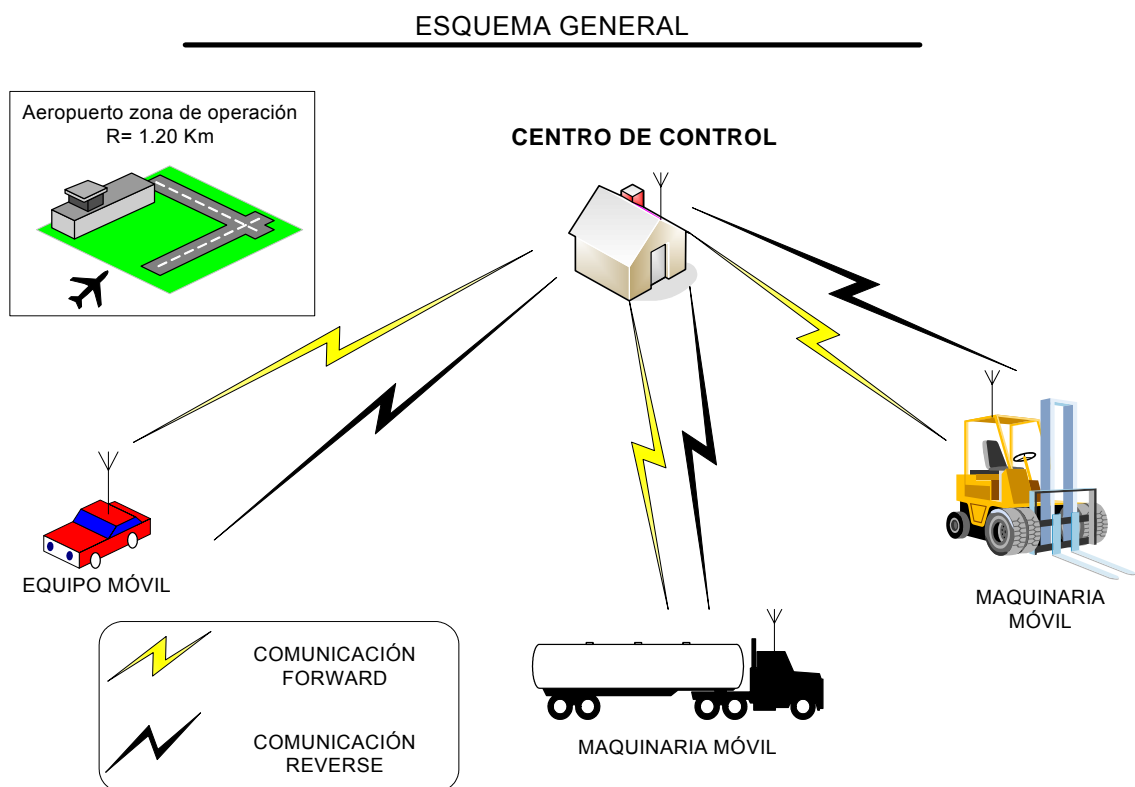 ESQUEMA GENERAL
Aeropuerto zona de operación
R= 1.20 Km
CENTRO DE CONTROL
EQUIPO MÓVIL
MAQUINARIA
MÓVIL
COMUNICACIÓN
FORWARD
COMUNICACIÓN
REVERSE
MAQUINARIA MÓVIL